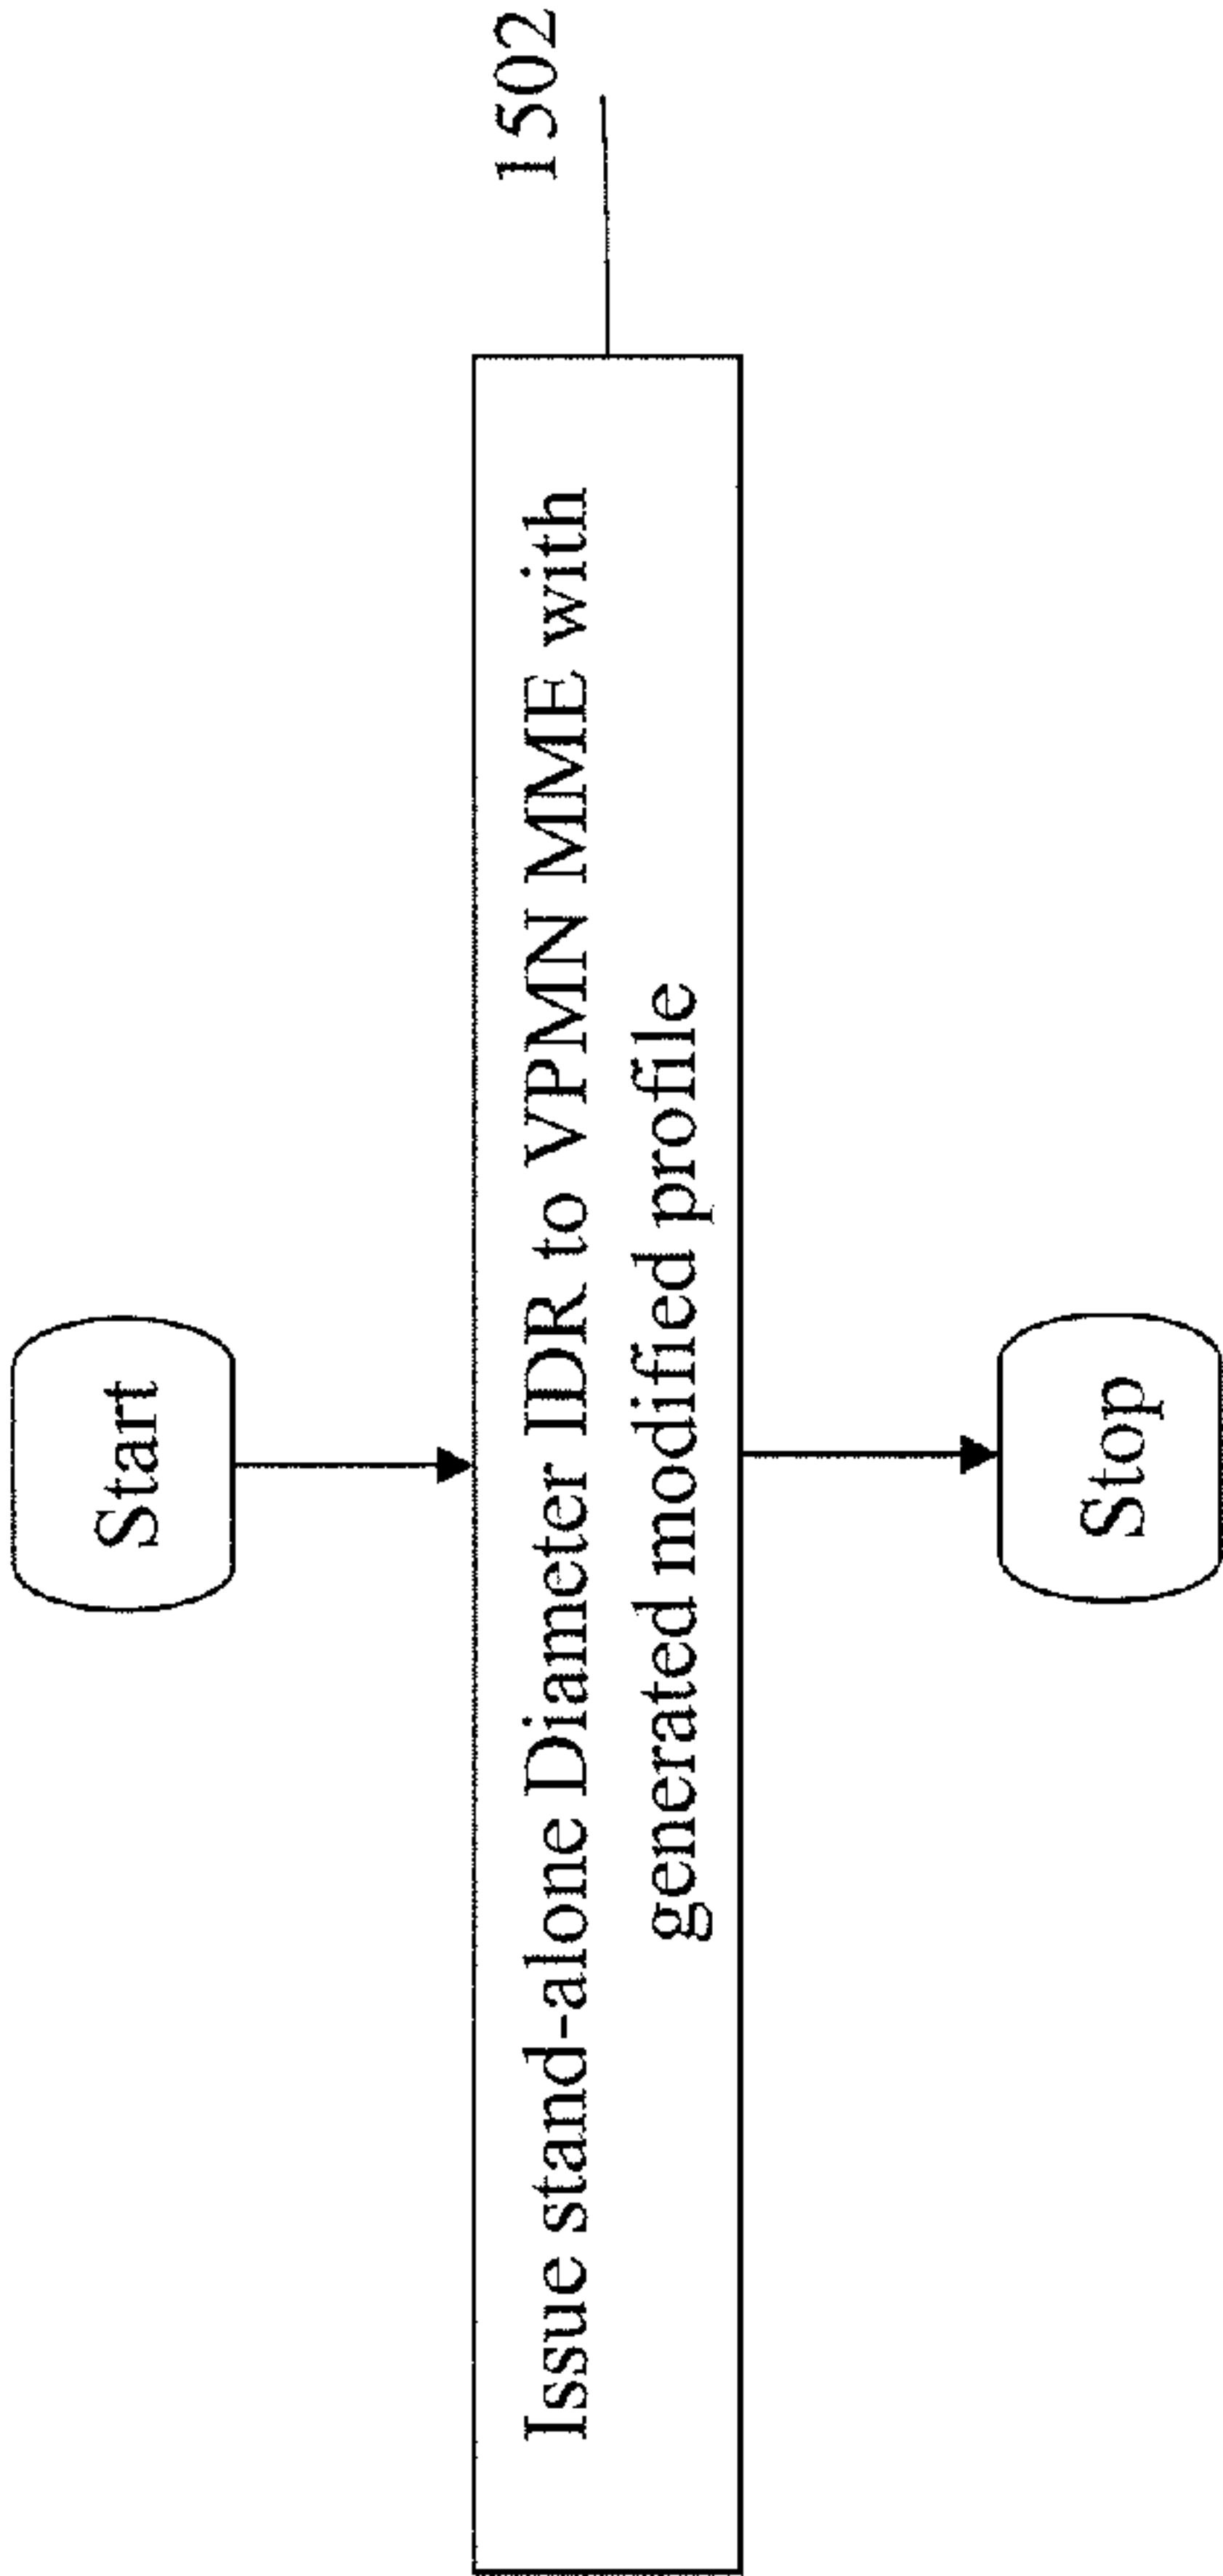 Start
Issue stand-alone Diameter IDR to VPMN MME with
generated modified profile
1502
Stop